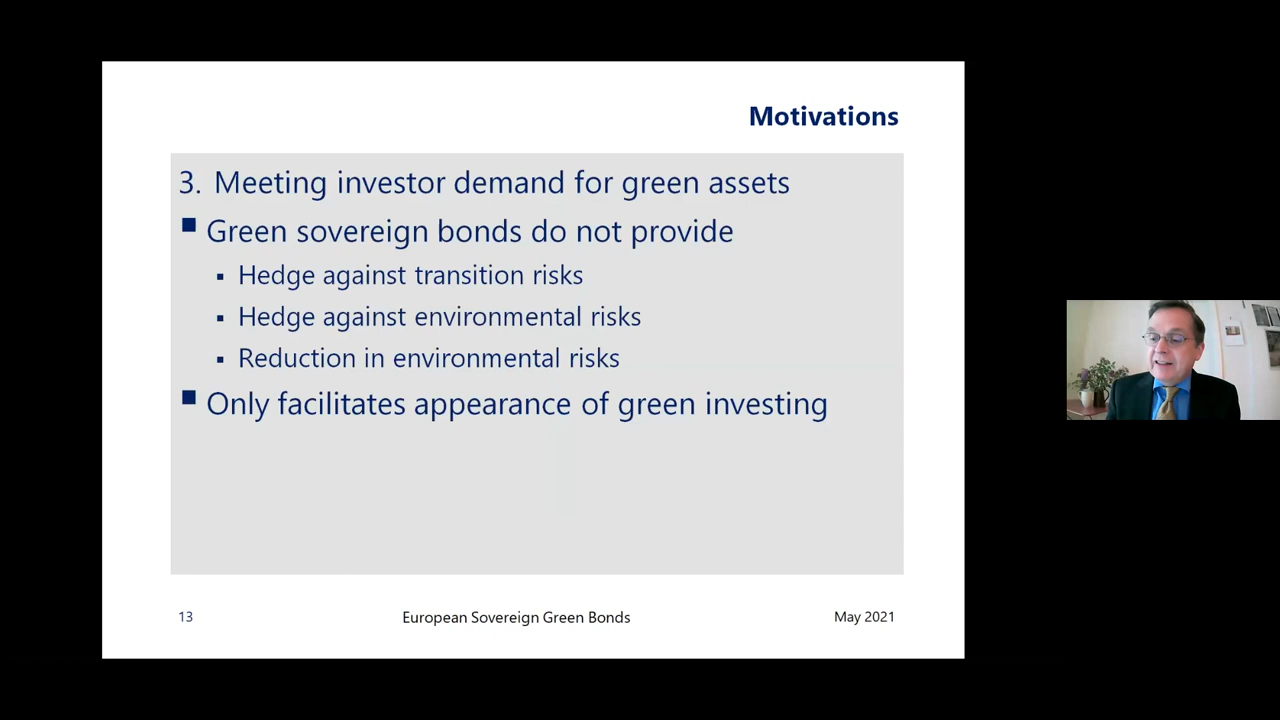 Motivations
3. Meeting investor demand for green assets
▪ Green sovereign bonds do not provide
▪ Hedge against transition risks
▪ Hedge against environmental risks
▪ Reduction in environmental risks
▪ Only facilitates appearance of green investing
13 European Sovereign Green Bonds May 2021